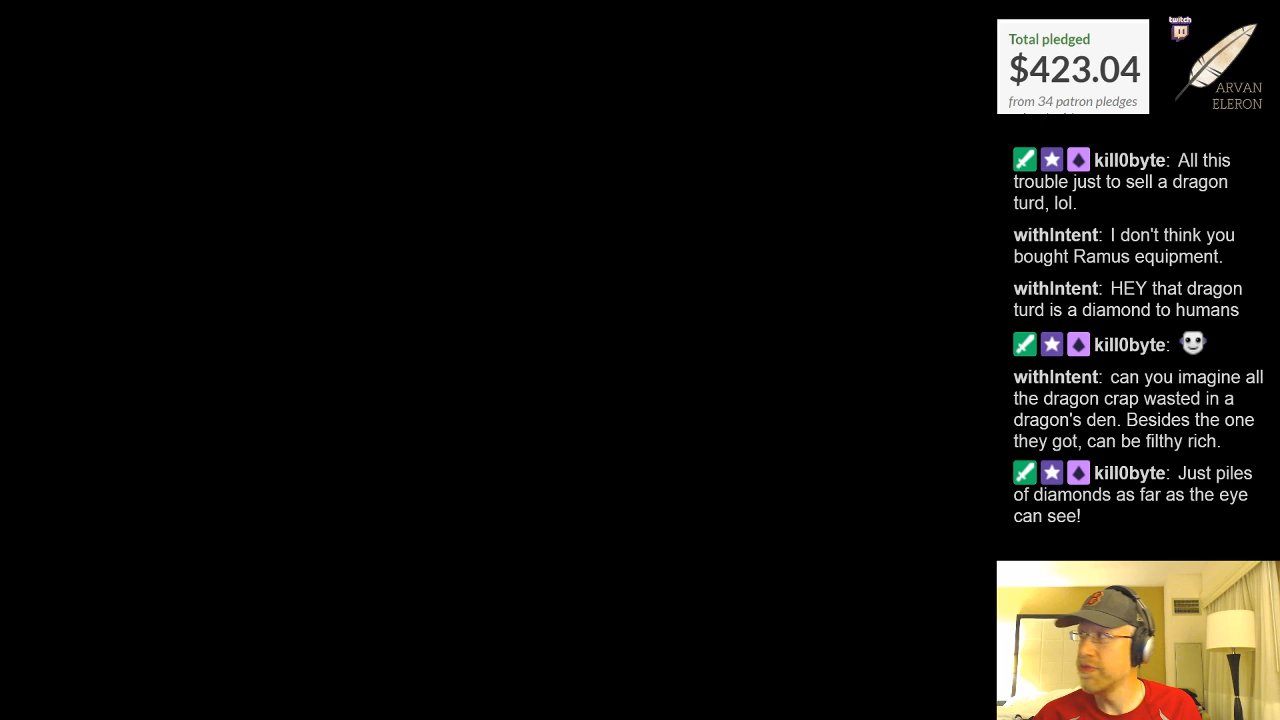 twitch
Total pledged
$423.04
from 34 patron pledges
ARVAN
ELERON
kill0byte: All this
trouble just to sell a dragon
turd, lol.
withIntent: I don't think you
bought Ramus equipment.
withIntent: HEY that dragon
turd is a diamond to humans
kill0byte:
withIntent: can you imagine all
the dragon crap wasted in a
dragon's den. Besides the one
they got, can be filthy rich.
kill0byte: Just piles
of diamonds as far as the eye
can see!